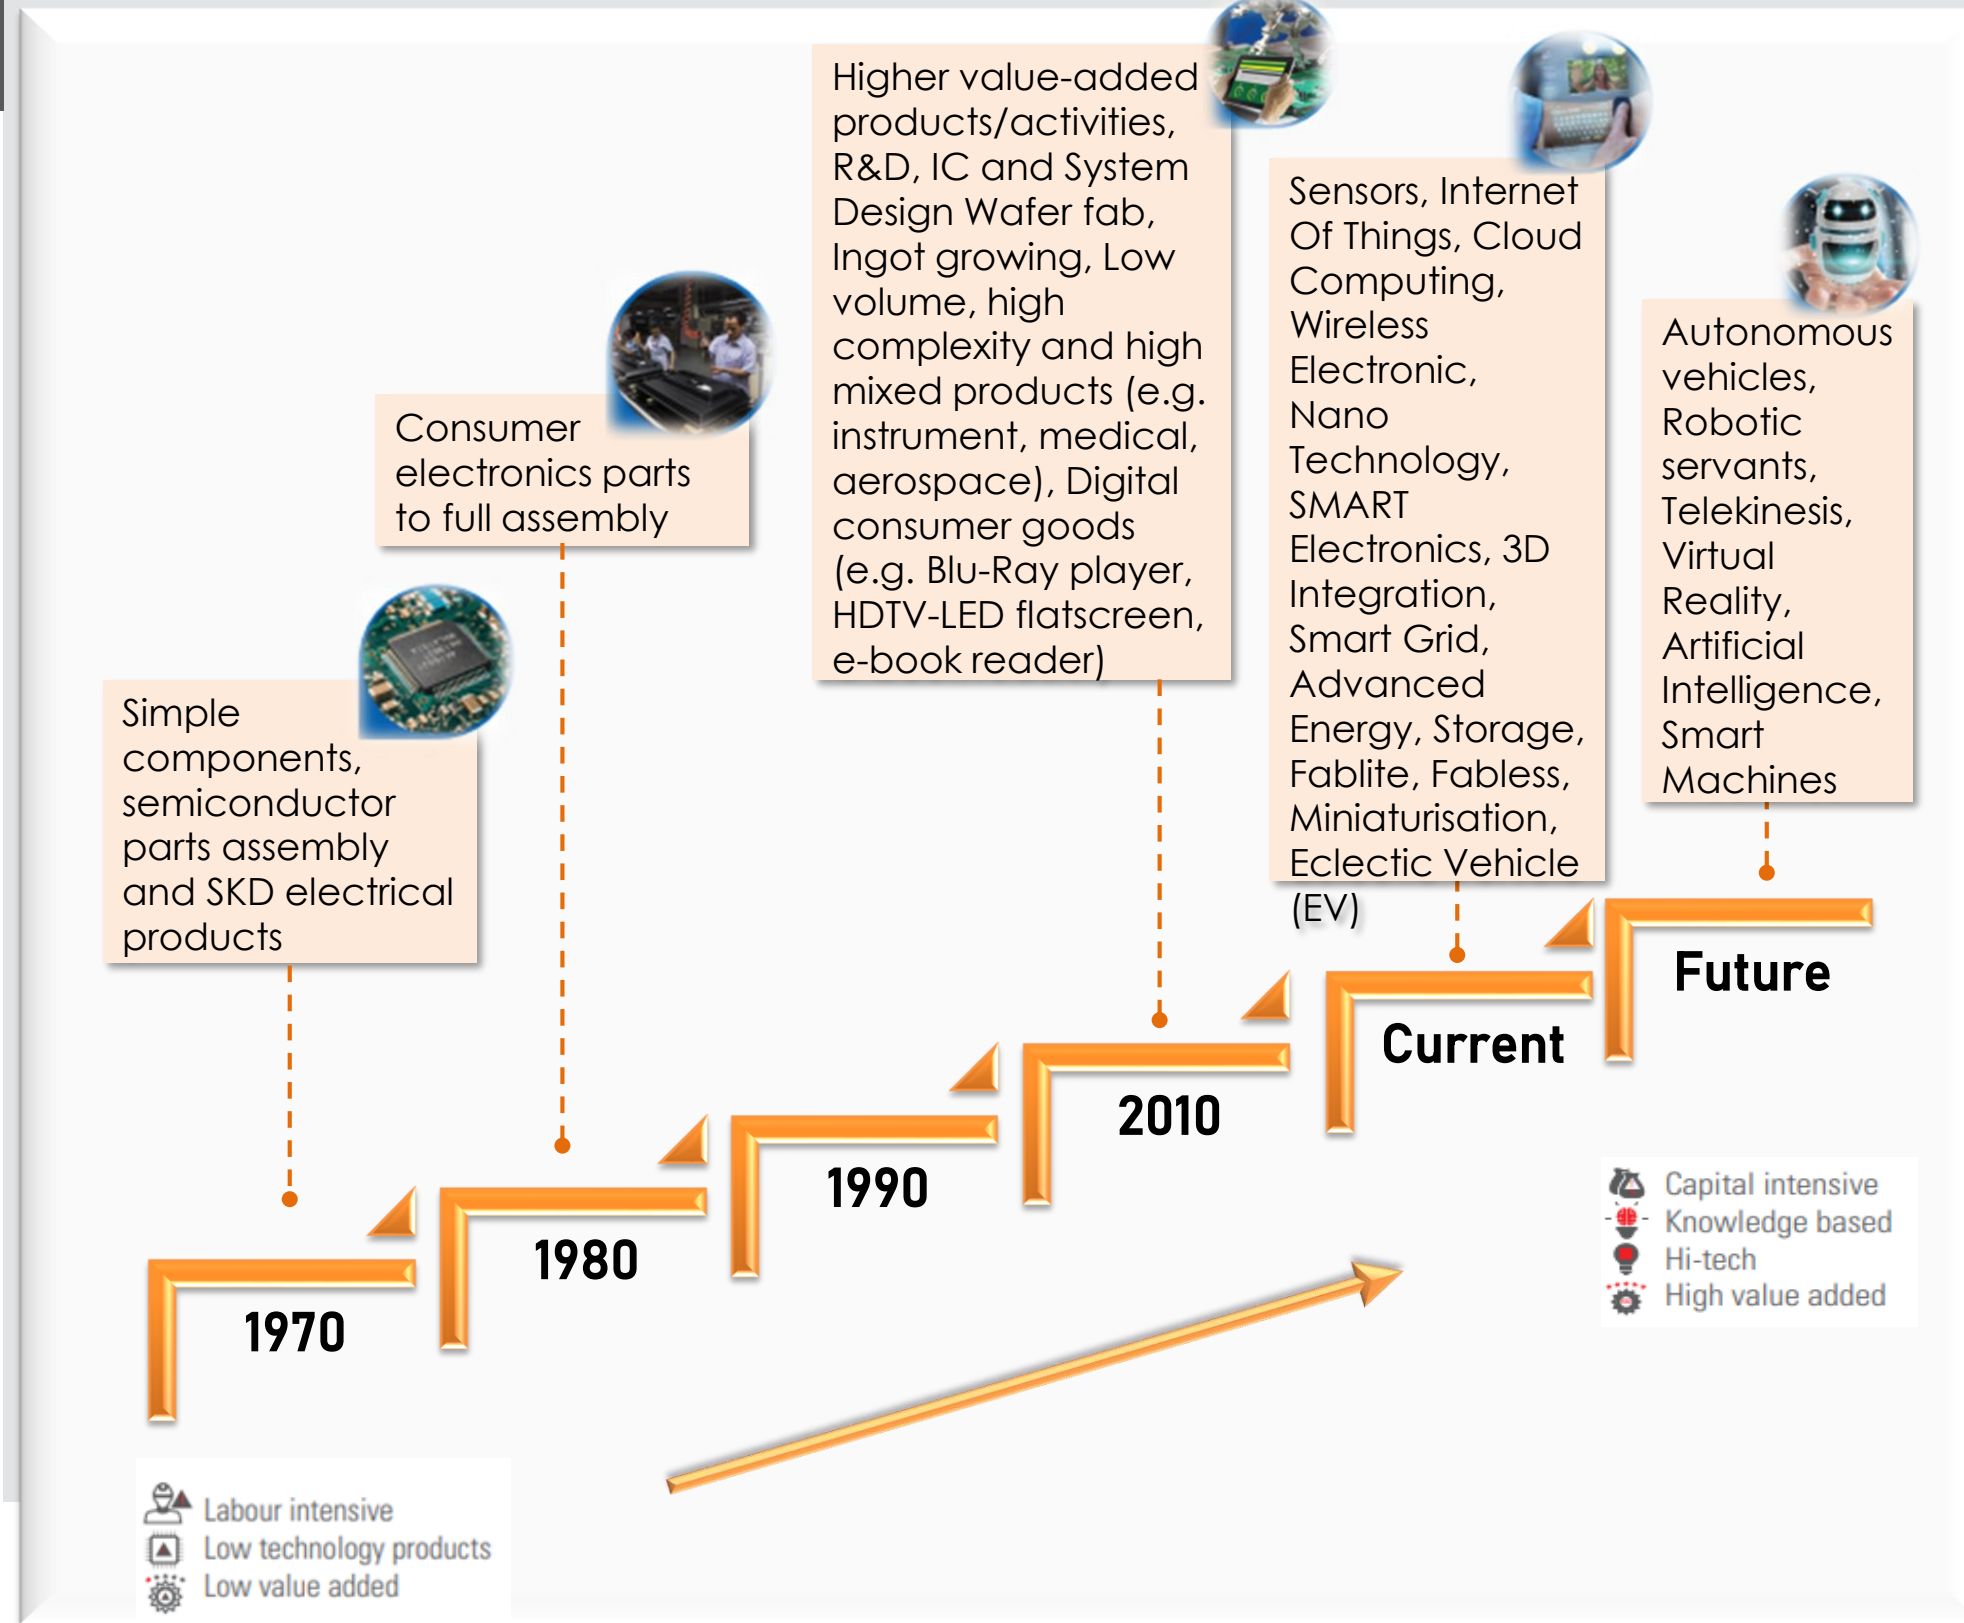 Higher value-added
products/activities,
R&D, IC and System
Design Wafer fab,
Ingot growing, Low
volume, high
complexity and high
mixed products (e.g.
instrument, medical,
aerospace), Digital
consumer goods
(e.g. Blu-Ray player,
HDTV-LED flatscreen,
e-book reader)
Sensors, Internet
Of Things, Cloud
Computing,
Wireless
Electronic,
Nano
Technology,
SMART
Electronics, 3D
Integration,
Smart Grid,
Advanced
Energy, Storage,
Fablite, Fabless,
Miniaturisation,
Eclectic Vehicle
(EV)
Autonomous
vehicles,
Robotic
servants,
Telekinesis,
Virtual
Reality,
Artificial
Intelligence,
Smart
Machines
Consumer
electronics parts
to full assembly
Simple
components,
semiconductor
parts assembly
and SKD electrical
products
Future
Current
2010
1990
1980
1970
Capital intensive
Knowledge based
Hi-tech
High value added
Labour intensive
Low technology products
Low value added